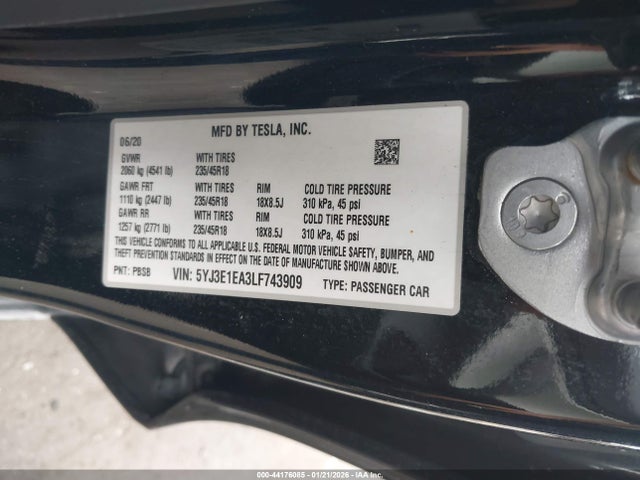 MFD BY TESLA, INC.
06/20
GVWR WITH TIRES
2060 kg (4541 lb) 235/45R18
GAWR FRT WITH TIRES RIM COLD TIRE PRESSURE
1110 kg (2447 lb) 235/45R18 18X8.5J 310 kPa, 45 psi
GAWR RR WITH TIRES RIM COLD TIRE PRESSURE
1257 kg (2771 lb) 235/45R18 18X8.5J 310 kPa, 45 psi
THIS VEHICLE CONFORMS TO ALL APPLICABLE U.S. FEDERAL MOTOR VEHICLE SAFETY, BUMPER, AND
THEFT PREVENTION STANDARDS IN EFFECT ON THE DATE OF MANUFACTURE SHOWN ABOVE.
PNT: PBSB VIN: 5YJ3E1EA3LF743909 TYPE: PASSENGER CAR
000-44176085 | 01/21/2026 - IAAI.COM